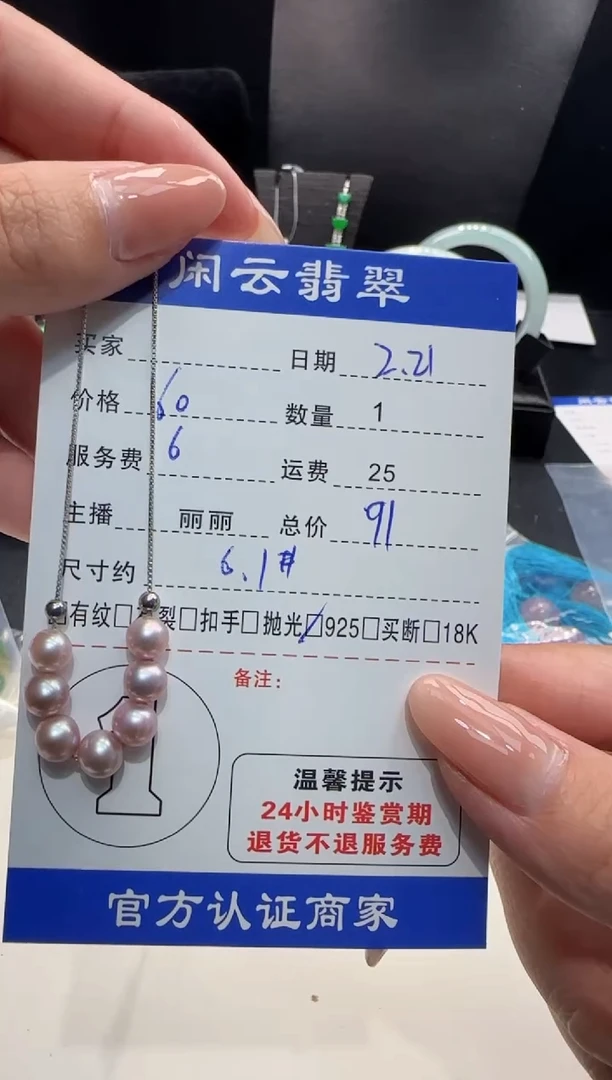 闲云翡翠
买家 日期 2.21
价格 60 数量 1
服务费 6 运费 25
主播 丽丽 总价 91
尺寸约 6.1#
□有纹□裂□扣手□抛光☑925□买断□18K
备注:
1
温馨提示
24小时鉴赏期
退货不退服务费
官方认证商家